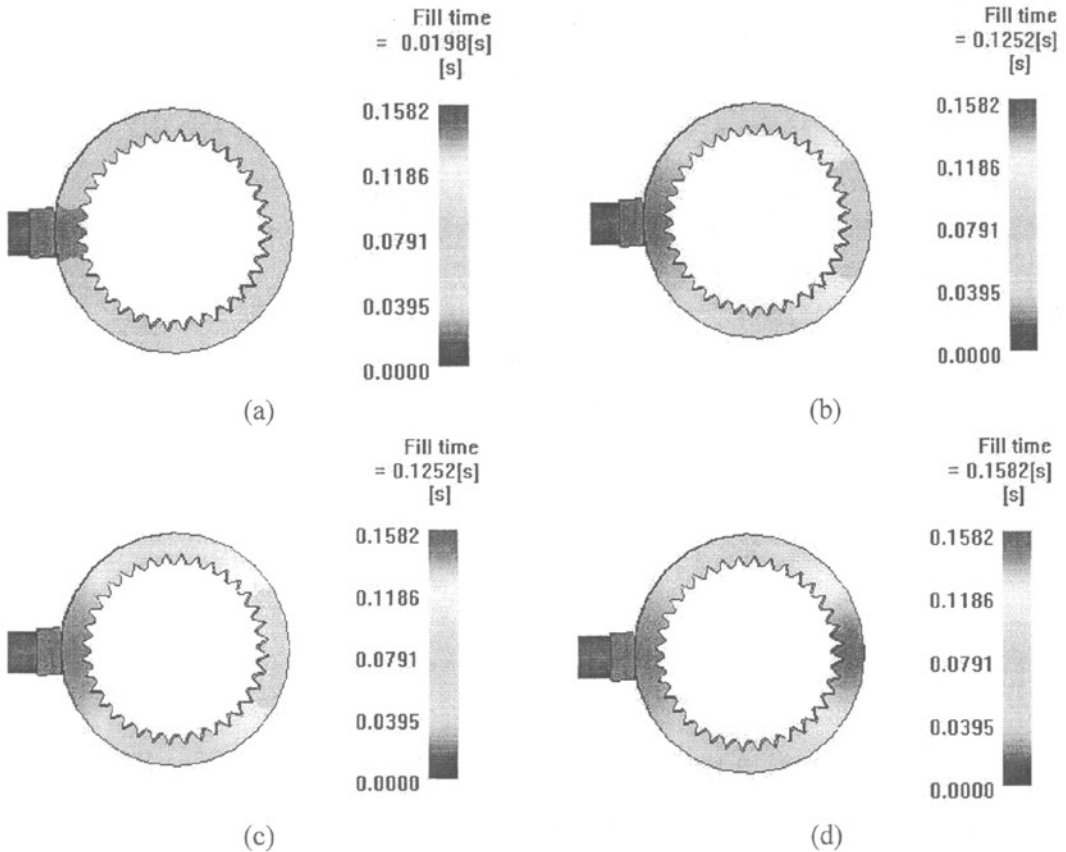 Fill time
= 0.0198[s]
[s]
0.1582
0.1186
0.0791
0.0395
0.0000
(a)
Fill time
= 0.1252[s]
[s]
0.1582
0.1186
0.0791
0.0395
0.0000
(b)
Fill time
= 0.1252[s]
[s]
0.1582
0.1186
0.0791
0.0395
0.0000
(c)
Fill time
= 0.1582[s]
[s]
0.1582
0.1186
0.0791
0.0395
0.0000
(d)